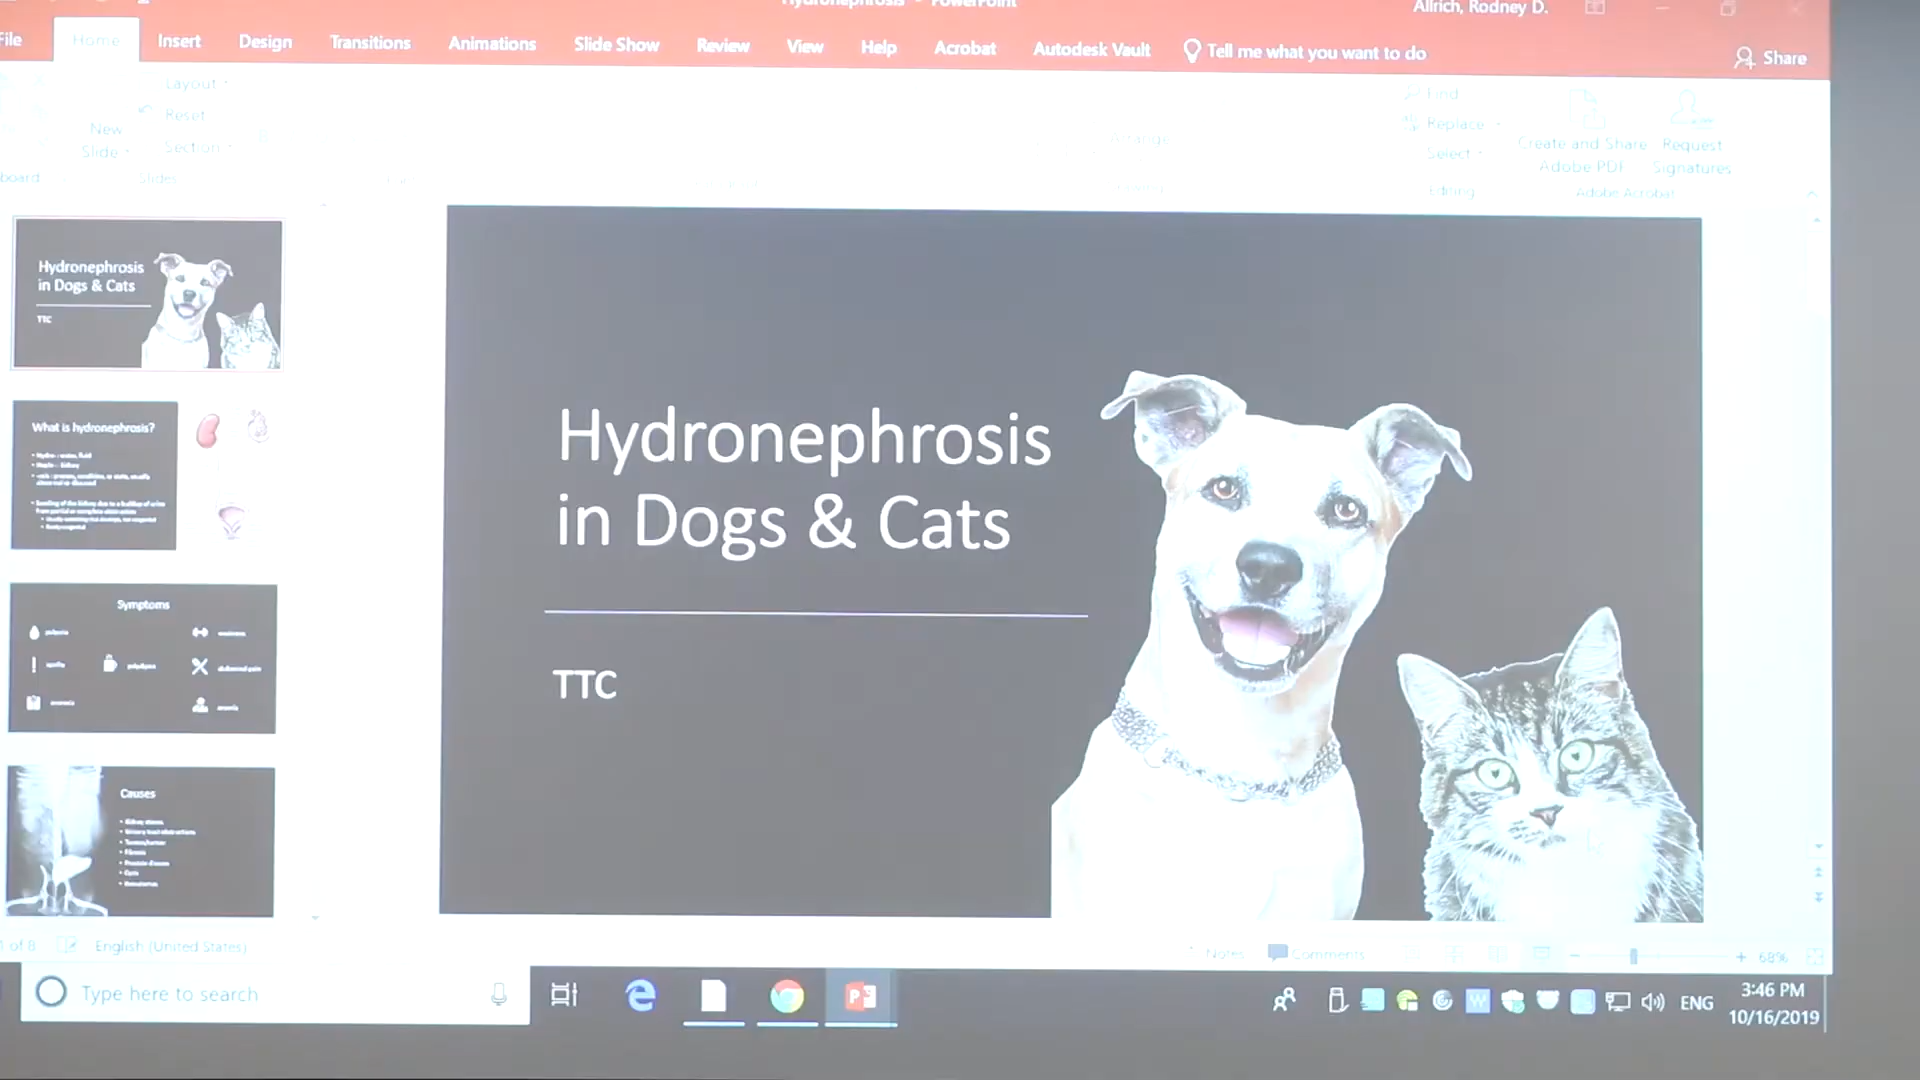 Hydronephrosis - PowerPoint
Allrich, Rodney D.
File Home Insert Design Transitions Animations Slide Show Review View Help Acrobat Autodesk Vault Tell me what you want to do Share
Layout
Reset
Section
New
Slide
Slides
Arrange
Drawing
Find
Replace
Select
Editing
Create and Share
Adobe PDF
Request
Signatures
Adobe Acrobat
Hydronephrosis
in Dogs & Cats
TTC
What is hydronephrosis?
Symptoms
Causes
Hydronephrosis
in Dogs & Cats
TTC
English (United States)
Notes
Comments
68%
Type here to search
ENG
3:46 PM
10/16/2019